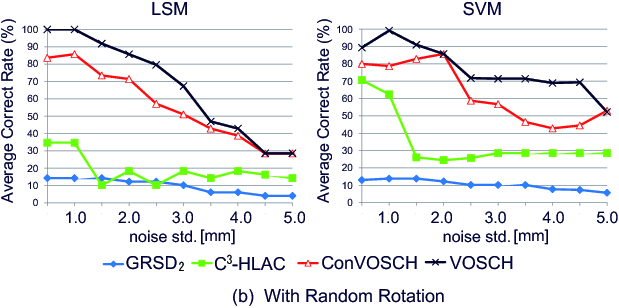 LSM
SVM
Average Correct Rate (%)
100
90
80
70
60
50
40
30
20
10
0
1.0 2.0 3.0 4.0 5.0
noise std. [mm]
Average Correct Rate (%)
100
90
80
70
60
50
40
30
20
10
0
1.0 2.0 3.0 4.0 5.0
noise std. [mm]
GRSD₂ C³-HLAC ConVOSCH VOSCH
(b) With Random Rotation